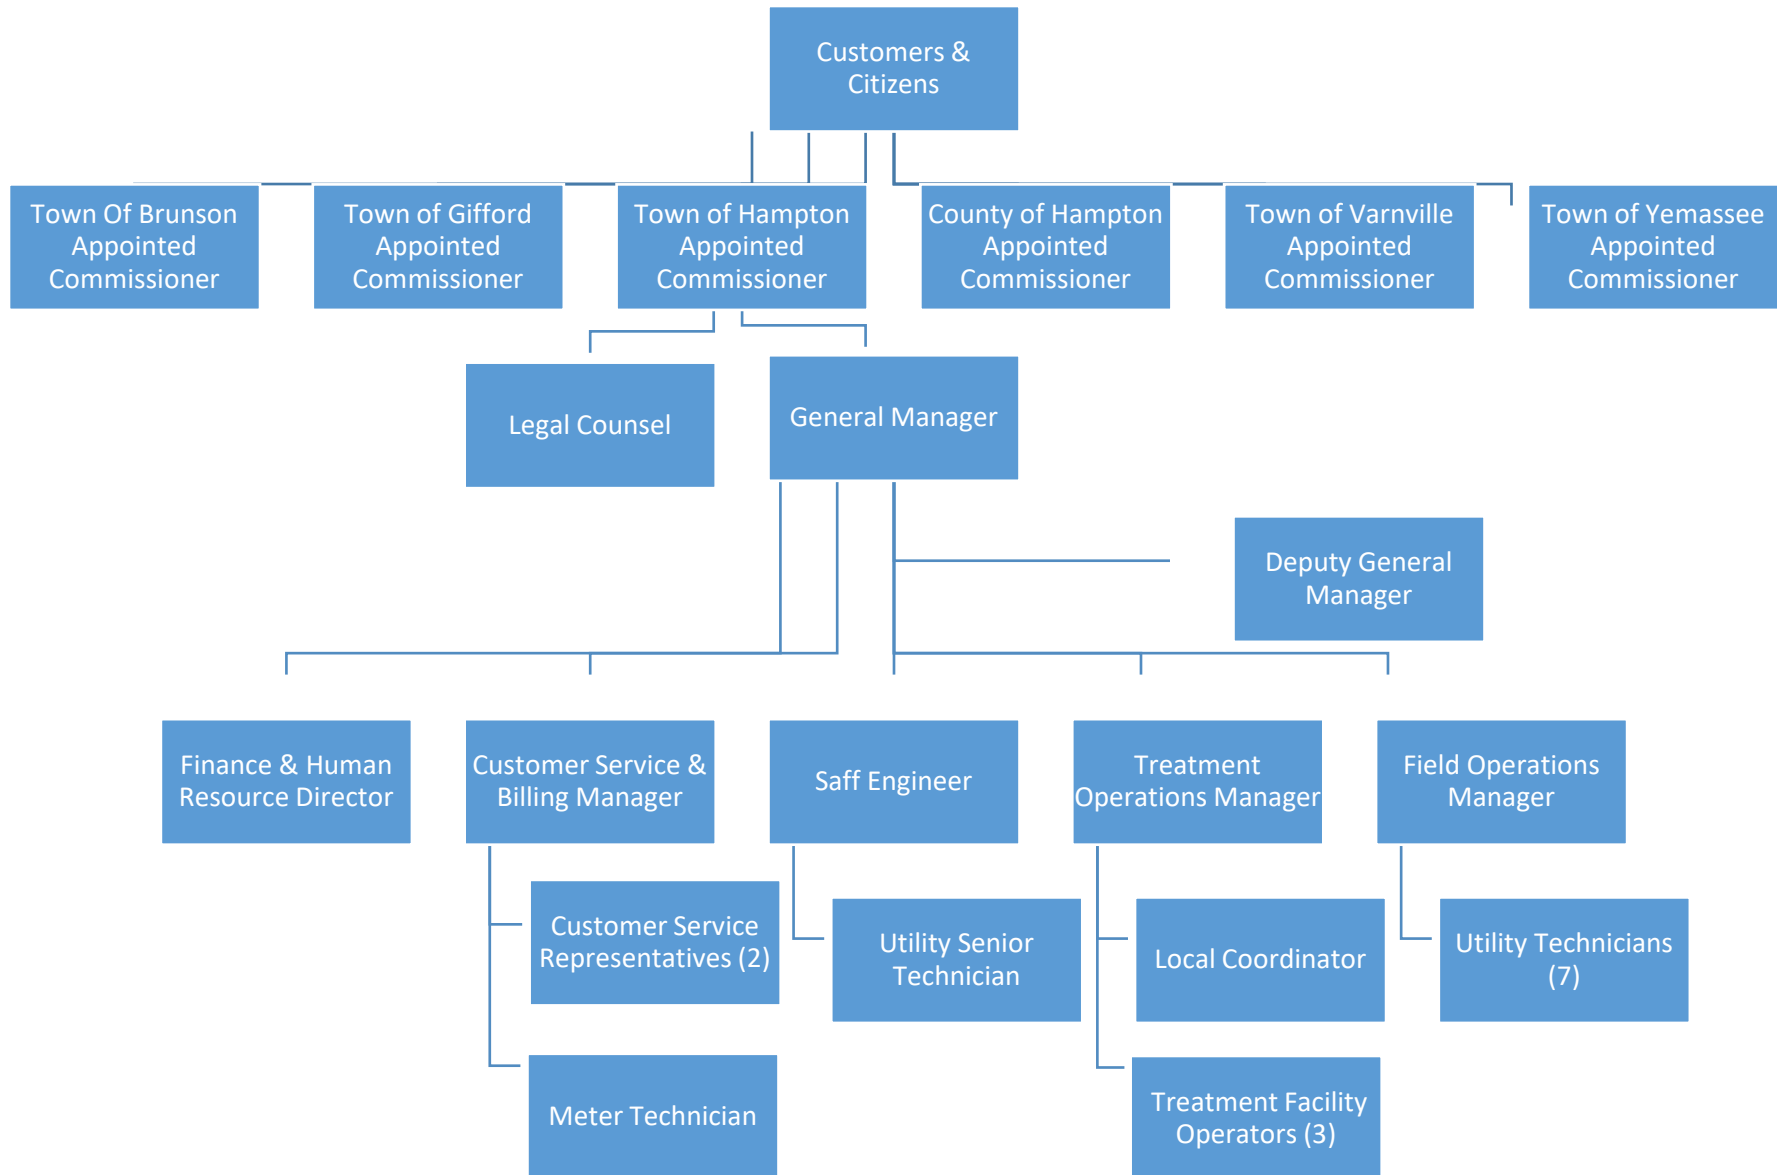 Customers &
Citizens
Town Of Brunson
Appointed
Commissioner
Town of Gifford
Appointed
Commissioner
Town of Hampton
Appointed
Commissioner
County of Hampton
Appointed
Commissioner
Town of Varnville
Appointed
Commissioner
Town of Yemassee
Appointed
Commissioner
Legal Counsel
General Manager
Deputy General
Manager
Finance & Human
Resource Director
Customer Service &
Billing Manager
Saff Engineer
Treatment
Operations Manager
Field Operations
Manager
Customer Service
Representatives (2)
Utility Senior
Technician
Local Coordinator
Utility Technicians
(7)
Meter Technician
Treatment Facility
Operators (3)